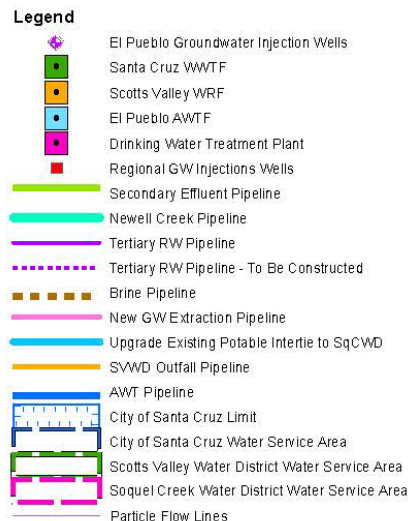 Legend
El Pueblo Groundwater Injection Wells
Santa Cruz WWTF
Scotts Valley WRF
El Pueblo AWTF
Drinking Water Treatment Plant
Regional GW Injections Wells
Secondary Effluent Pipeline
Newell Creek Pipeline
Tertiary RW Pipeline
Tertiary RW Pipeline - To Be Constructed
Brine Pipeline
New GW Extraction Pipeline
Upgrade Existing Potable Intertie to SqCWD
SVWD Outfall Pipeline
AWT Pipeline
City of Santa Cruz Limit
City of Santa Cruz Water Service Area
Scotts Valley Water District Water Service Area
Soquel Creek Water District Water Service Area
Particle Flow Lines